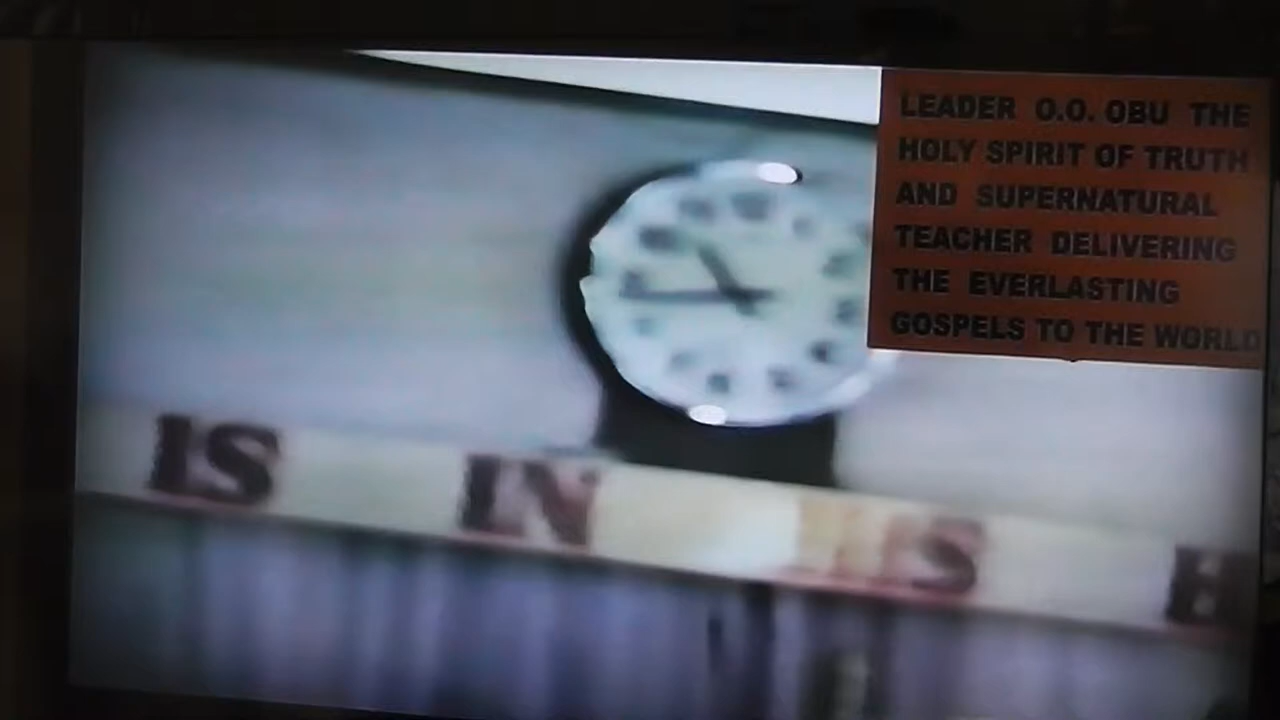 LEADER O.O. OBU THE
HOLY SPIRIT OF TRUTH
AND SUPERNATURAL
TEACHER DELIVERING
THE EVERLASTING
GOSPELS TO THE WORLD
IS IN